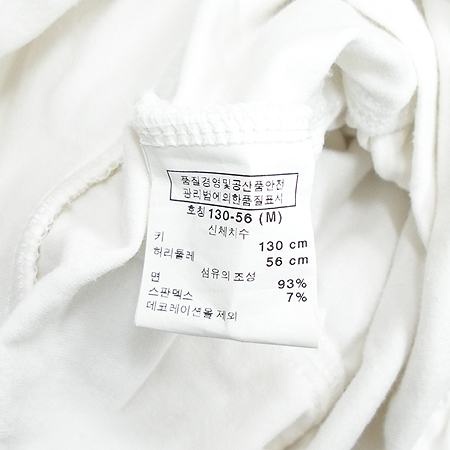 품질경영및공산품안전
관리법에의한품질표시
호칭 130-56 (M)
신체치수
키 130 cm
허리둘레 56 cm
섬유의 조성
면 93%
스판덱스 7%
데코레이션을 제외